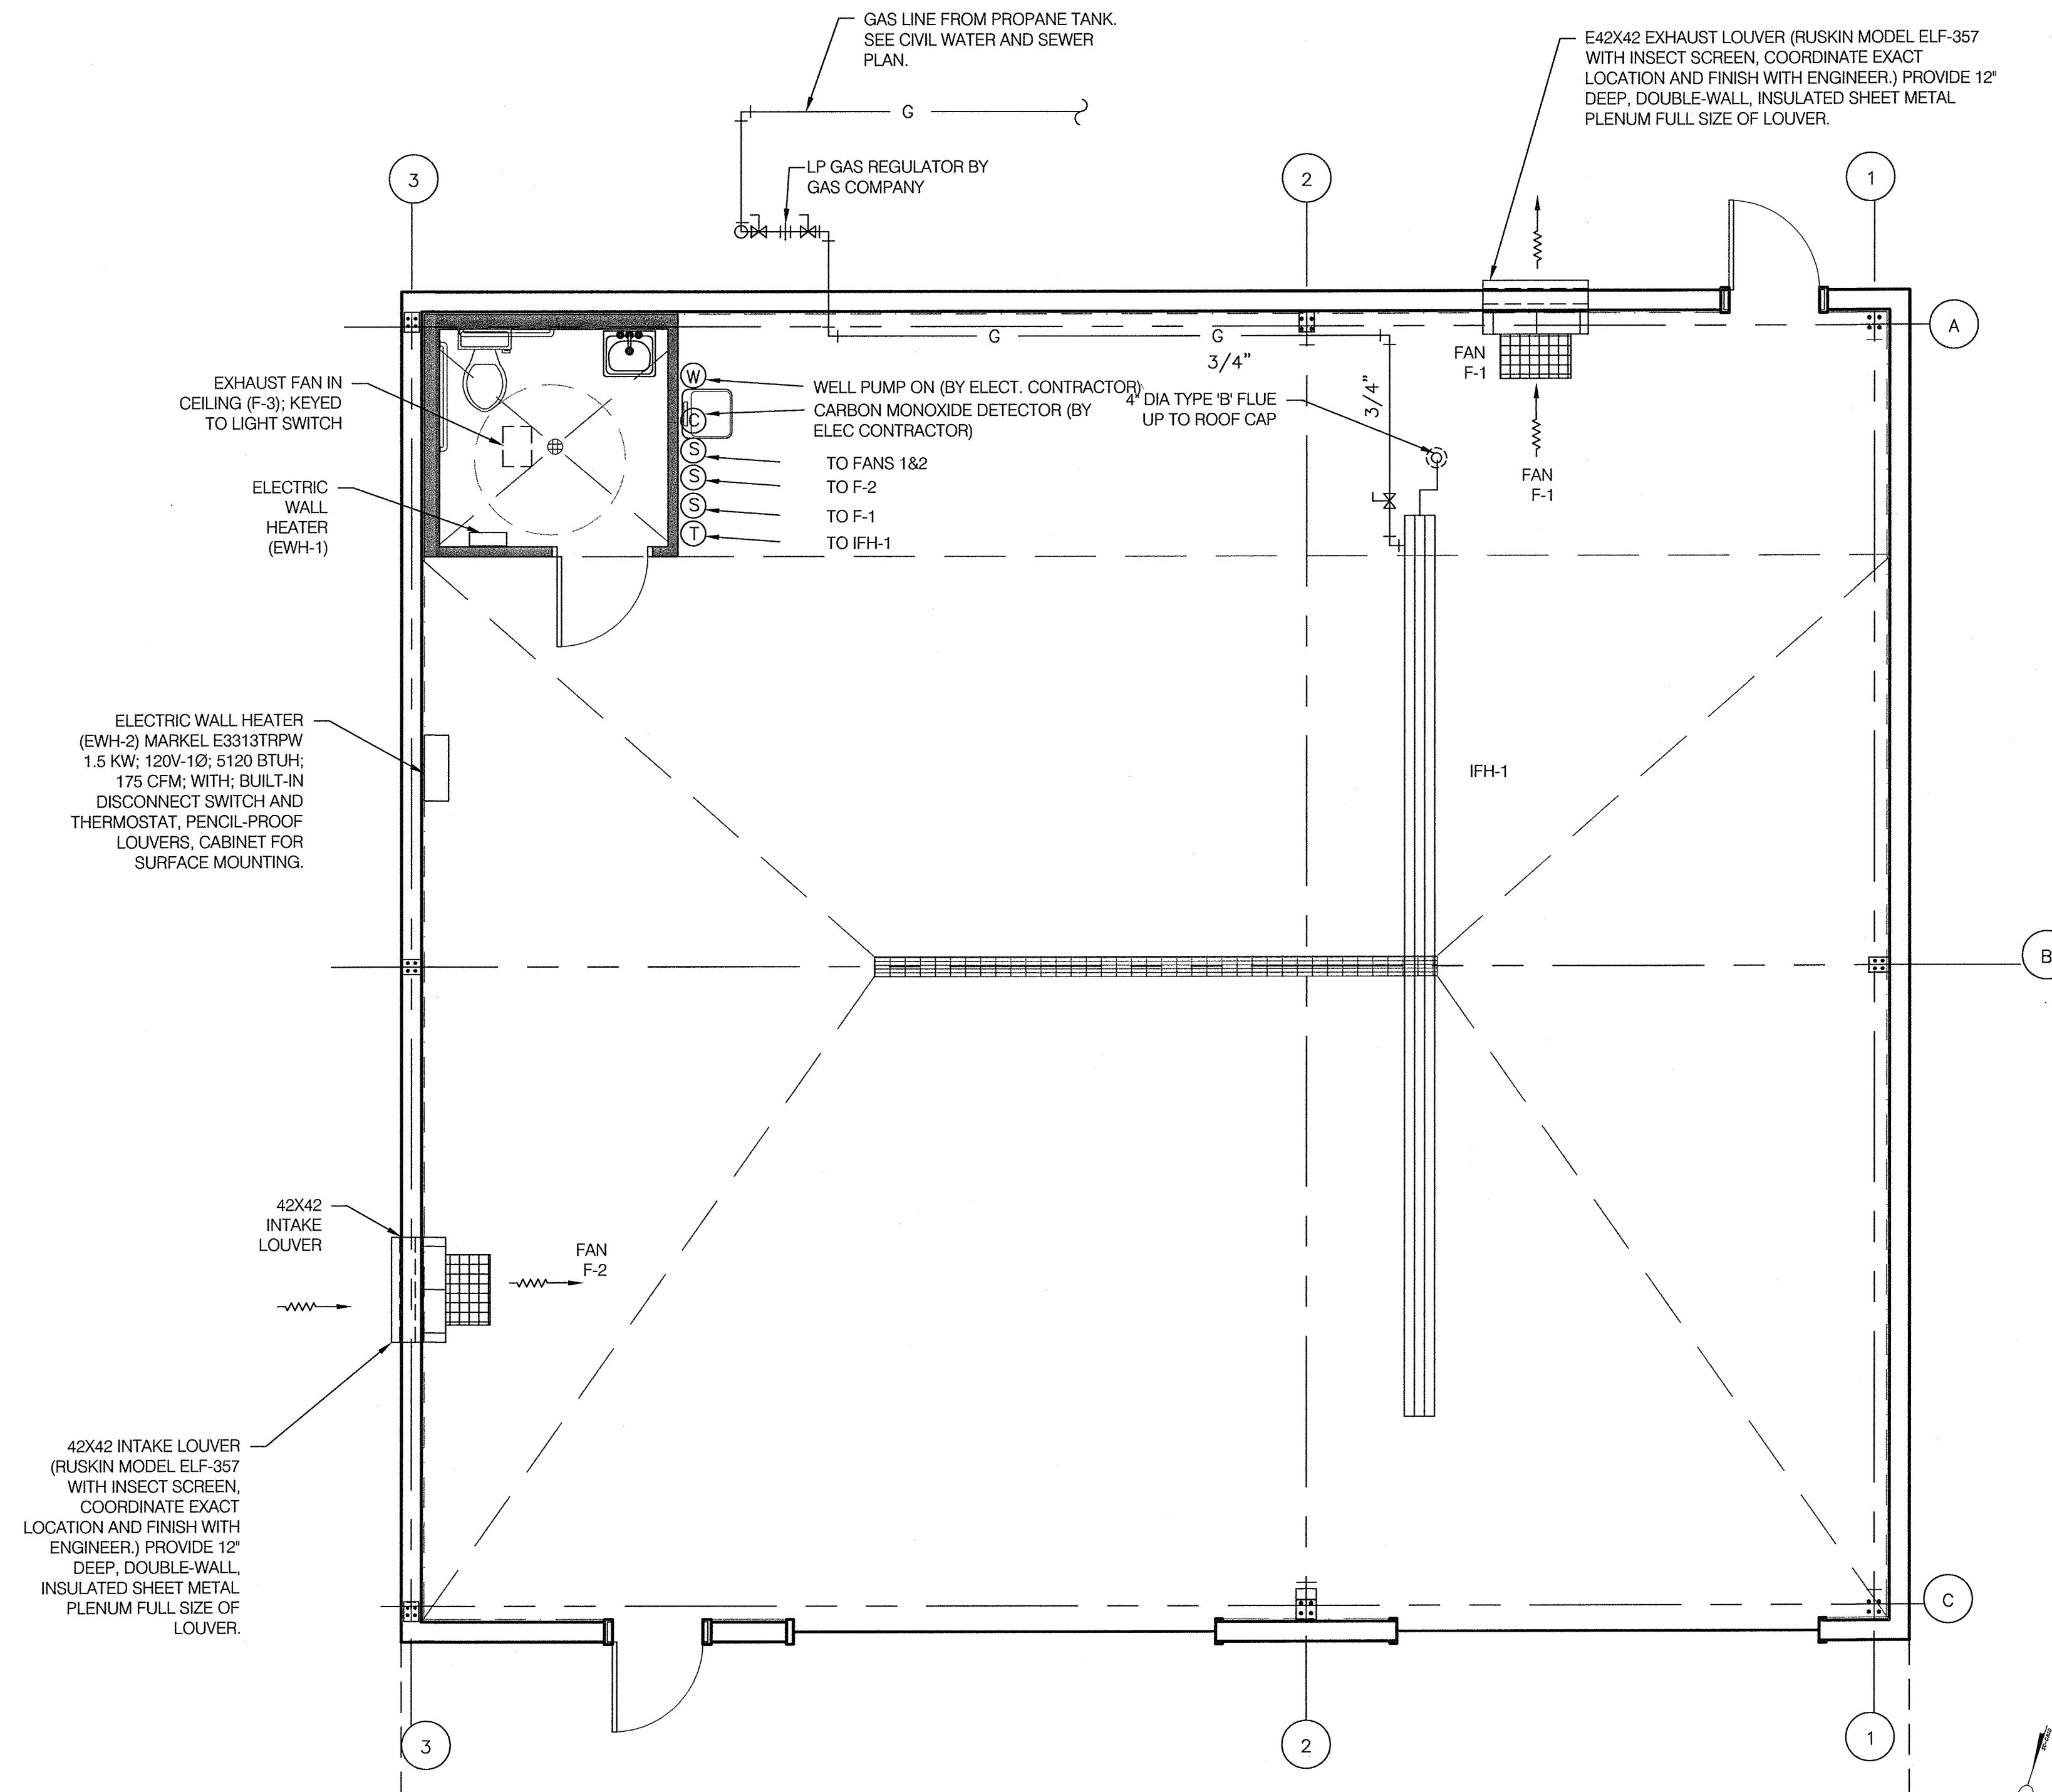 GAS LINE FROM PROPANE TANK.
SEE CIVIL WATER AND SEWER
PLAN.
E42X42 EXHAUST LOUVER (RUSKIN MODEL ELF-357
WITH INSECT SCREEN, COORDINATE EXACT
LOCATION AND FINISH WITH ENGINEER.) PROVIDE 12"
DEEP, DOUBLE-WALL, INSULATED SHEET METAL
PLENUM FULL SIZE OF LOUVER.
G
LP GAS REGULATOR BY
GAS COMPANY
3
2
1
A
G
G
3/4"
3/4"
FAN
F-1
EXHAUST FAN IN
CEILING (F-3); KEYED
TO LIGHT SWITCH
W
WELL PUMP ON (BY ELECT. CONTRACTOR)
C
CARBON MONOXIDE DETECTOR (BY
ELEC CONTRACTOR)
4" DIA TYPE 'B' FLUE
UP TO ROOF CAP
S
TO FANS 1&2
S
TO F-2
S
TO F-1
T
TO IFH-1
FAN
F-1
ELECTRIC
WALL
HEATER
(EWH-1)
ELECTRIC WALL HEATER
(EWH-2) MARKEL E3313TRPW
1.5 KW; 120V-1Ø; 5120 BTUH;
175 CFM; WITH; BUILT-IN
DISCONNECT SWITCH AND
THERMOSTAT, PENCIL-PROOF
LOUVERS, CABINET FOR
SURFACE MOUNTING.
IFH-1
B
42X42
INTAKE
LOUVER
FAN
F-2
42X42 INTAKE LOUVER
(RUSKIN MODEL ELF-357
WITH INSECT SCREEN,
COORDINATE EXACT
LOCATION AND FINISH WITH
ENGINEER.) PROVIDE 12"
DEEP, DOUBLE-WALL,
INSULATED SHEET METAL
PLENUM FULL SIZE OF
LOUVER.
C
3
2
1